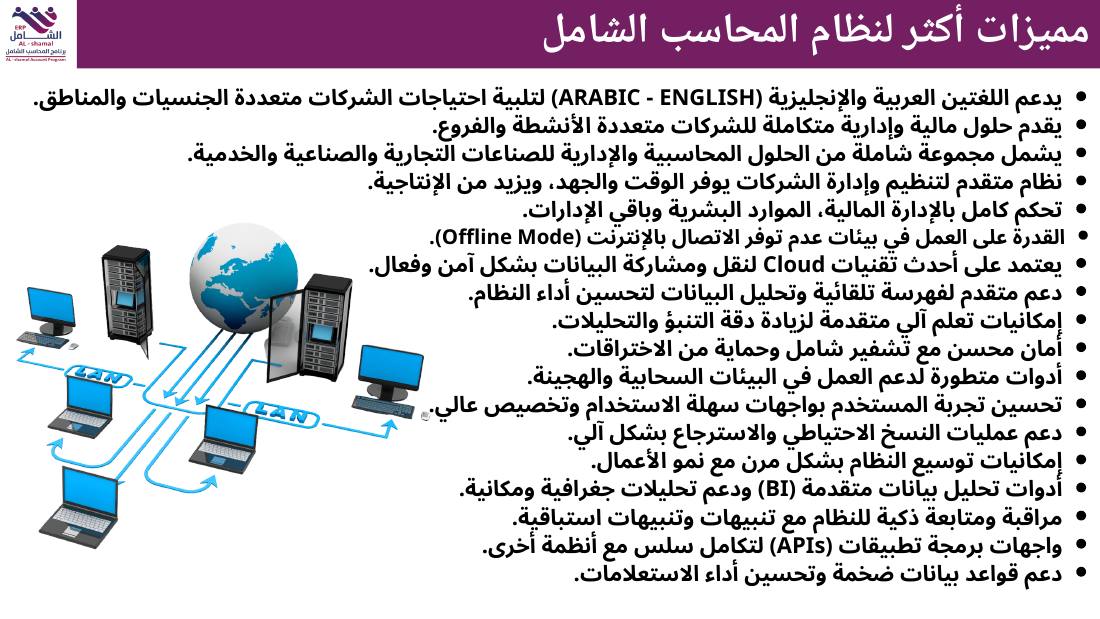 ERP
الشامل
AL - shamal
برنامج المحاسب الشامل
AL - shamal Account Program
مميزات أكثر لنظام المحاسب الشامل
● يدعم اللغتين العربية والإنجليزية (ARABIC - ENGLISH) لتلبية احتياجات الشركات متعددة الجنسيات والمناطق.
● يقدم حلول مالية وإدارية متكاملة للشركات متعددة الأنشطة والفروع.
● يشمل مجموعة شاملة من الحلول المحاسبية والإدارية للصناعات التجارية والصناعية والخدمية.
● نظام متقدم لتنظيم وإدارة الشركات يوفر الوقت والجهد، ويزيد من الإنتاجية.
● تحكم كامل بالإدارة المالية، الموارد البشرية وباقي الإدارات.
● القدرة على العمل في بيئات عدم توفر الاتصال بالإنترنت (Offline Mode).
● يعتمد على أحدث تقنيات Cloud لنقل ومشاركة البيانات بشكل آمن وفعال.
● دعم متقدم لفهرسة تلقائية وتحليل البيانات لتحسين أداء النظام.
● إمكانيات تعلم آلي متقدمة لزيادة دقة التنبؤ والتحليلات.
● أمان محسن مع تشفير شامل وحماية من الاختراقات.
● أدوات متطورة لدعم العمل في البيئات السحابية والهجينة.
● تحسين تجربة المستخدم بواجهات سهلة الاستخدام وتخصيص عالي.
● دعم عمليات النسخ الاحتياطي والاسترجاع بشكل آلي.
● إمكانيات توسيع النظام بشكل مرن مع نمو الأعمال.
● أدوات تحليل بيانات متقدمة (BI) ودعم تحليلات جغرافية ومكانية.
● مراقبة ومتابعة ذكية للنظام مع تنبيهات وتنبيهات استباقية.
● واجهات برمجة تطبيقات (APIs) لتكامل سلس مع أنظمة أخرى.
● دعم قواعد بيانات ضخمة وتحسين أداء الاستعلامات.
LAN
LAN